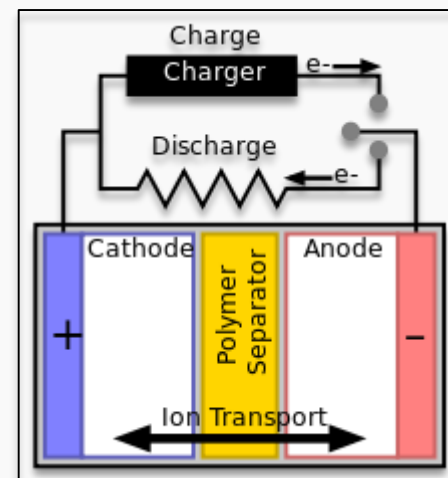 Charge
Charger
e-
Discharge
e-
Cathode
Polymer
Separator
Anode
+
-
Ion Transport